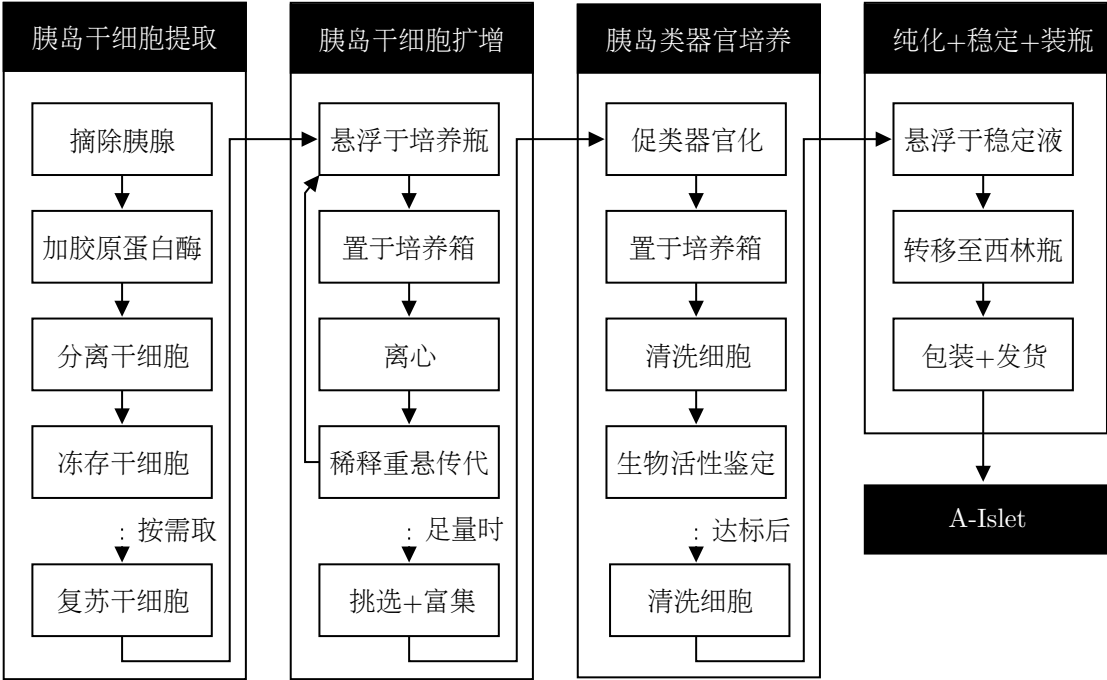 胰岛干细胞提取
摘除胰腺
加胶原蛋白酶
分离干细胞
冻存干细胞
按需取
复苏干细胞
胰岛干细胞扩增
悬浮于培养瓶
置于培养箱
离心
稀释重悬传代
足量时
挑选+富集
胰岛类器官培养
促类器官化
置于培养箱
清洗细胞
生物活性鉴定
达标后
清洗细胞
纯化+稳定+装瓶
悬浮于稳定液
转移至西林瓶
包装+发货
A-Islet